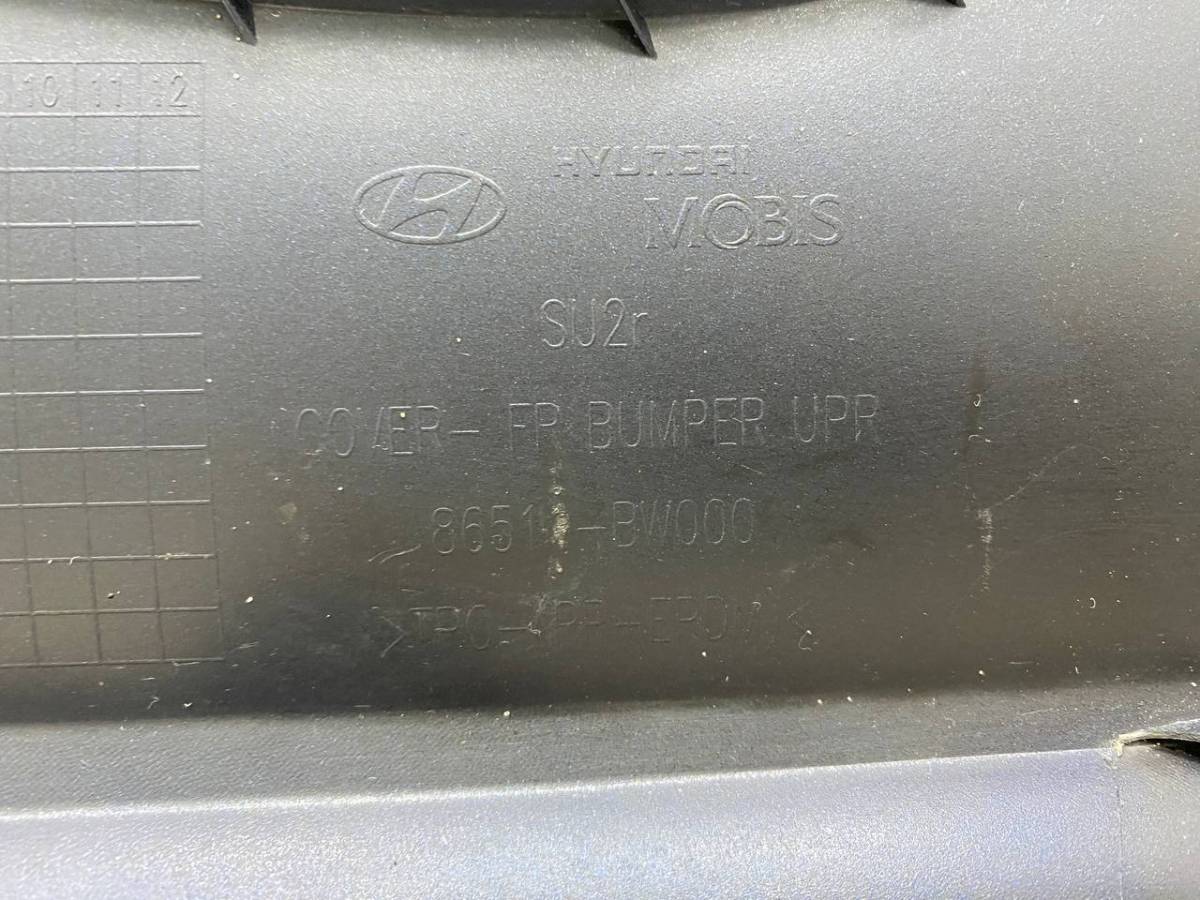 10 11 12
HYUNDAI
MOBIS
SU2r
COVER- FR BUMPER UPR
-BW000